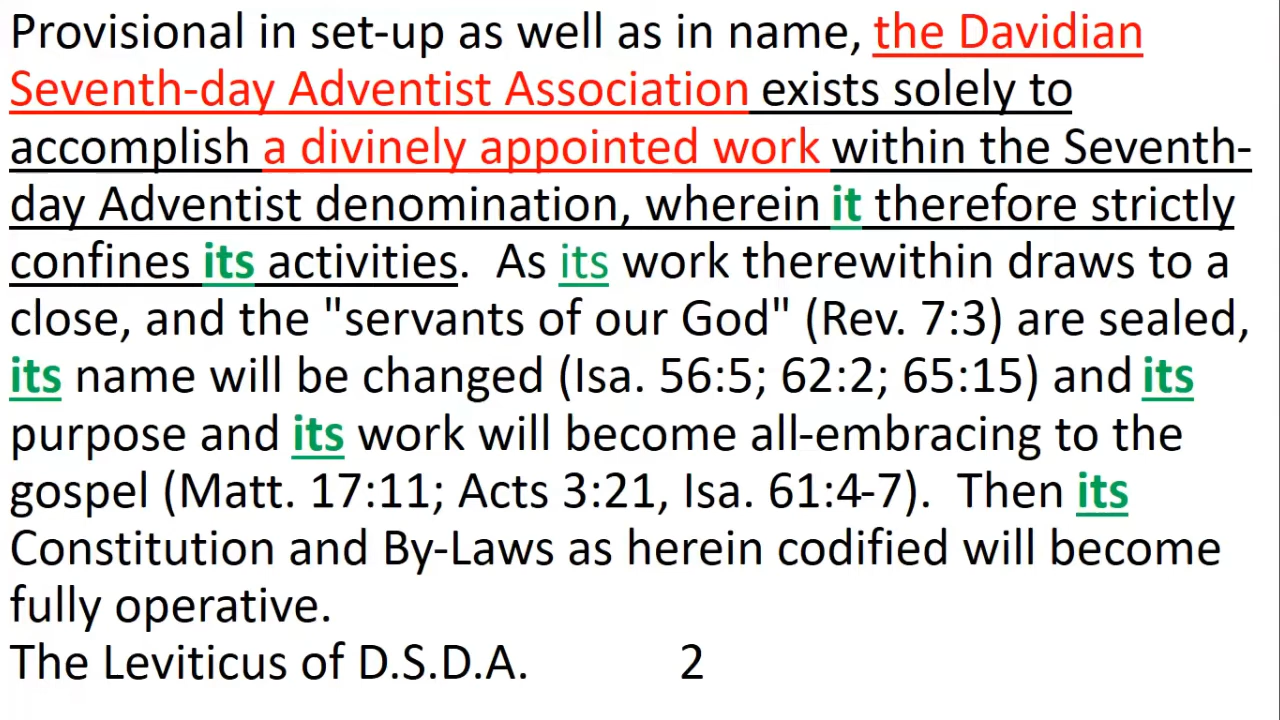 Provisional in set-up as well as in name, the Davidian
Seventh-day Adventist Association exists solely to
accomplish a divinely appointed work within the Seventh-
day Adventist denomination, wherein it therefore strictly
confines its activities.  As its work therewithin draws to a
close, and the "servants of our God" (Rev. 7:3) are sealed,
its name will be changed (Isa. 56:5; 62:2; 65:15) and its
purpose and its work will become all-embracing to the
gospel (Matt. 17:11; Acts 3:21, Isa. 61:4-7).  Then its
Constitution and By-Laws as herein codified will become
fully operative.
The Leviticus of D.S.D.A. 2